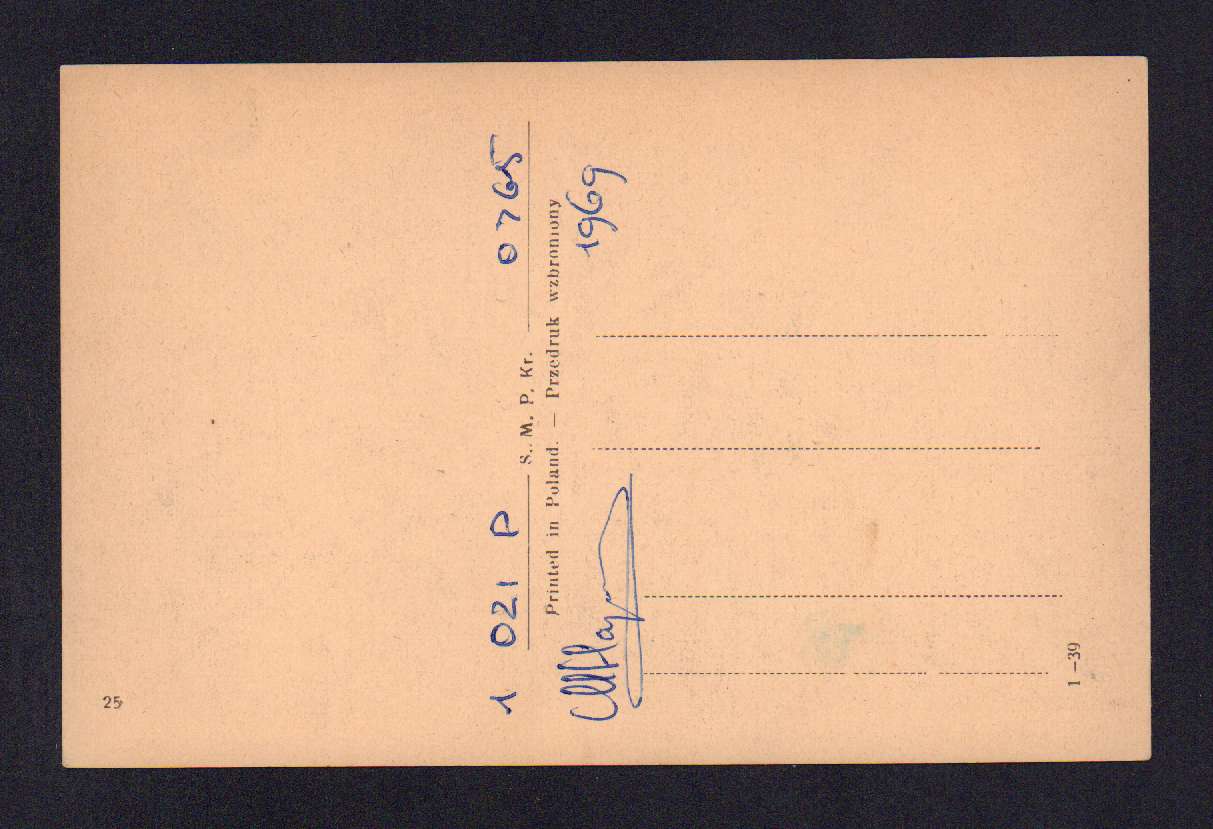 1 021 P 0765
S. M. P. Kr.
Printed in Poland. — Przedruk wzbroniony
1969
1—39
25